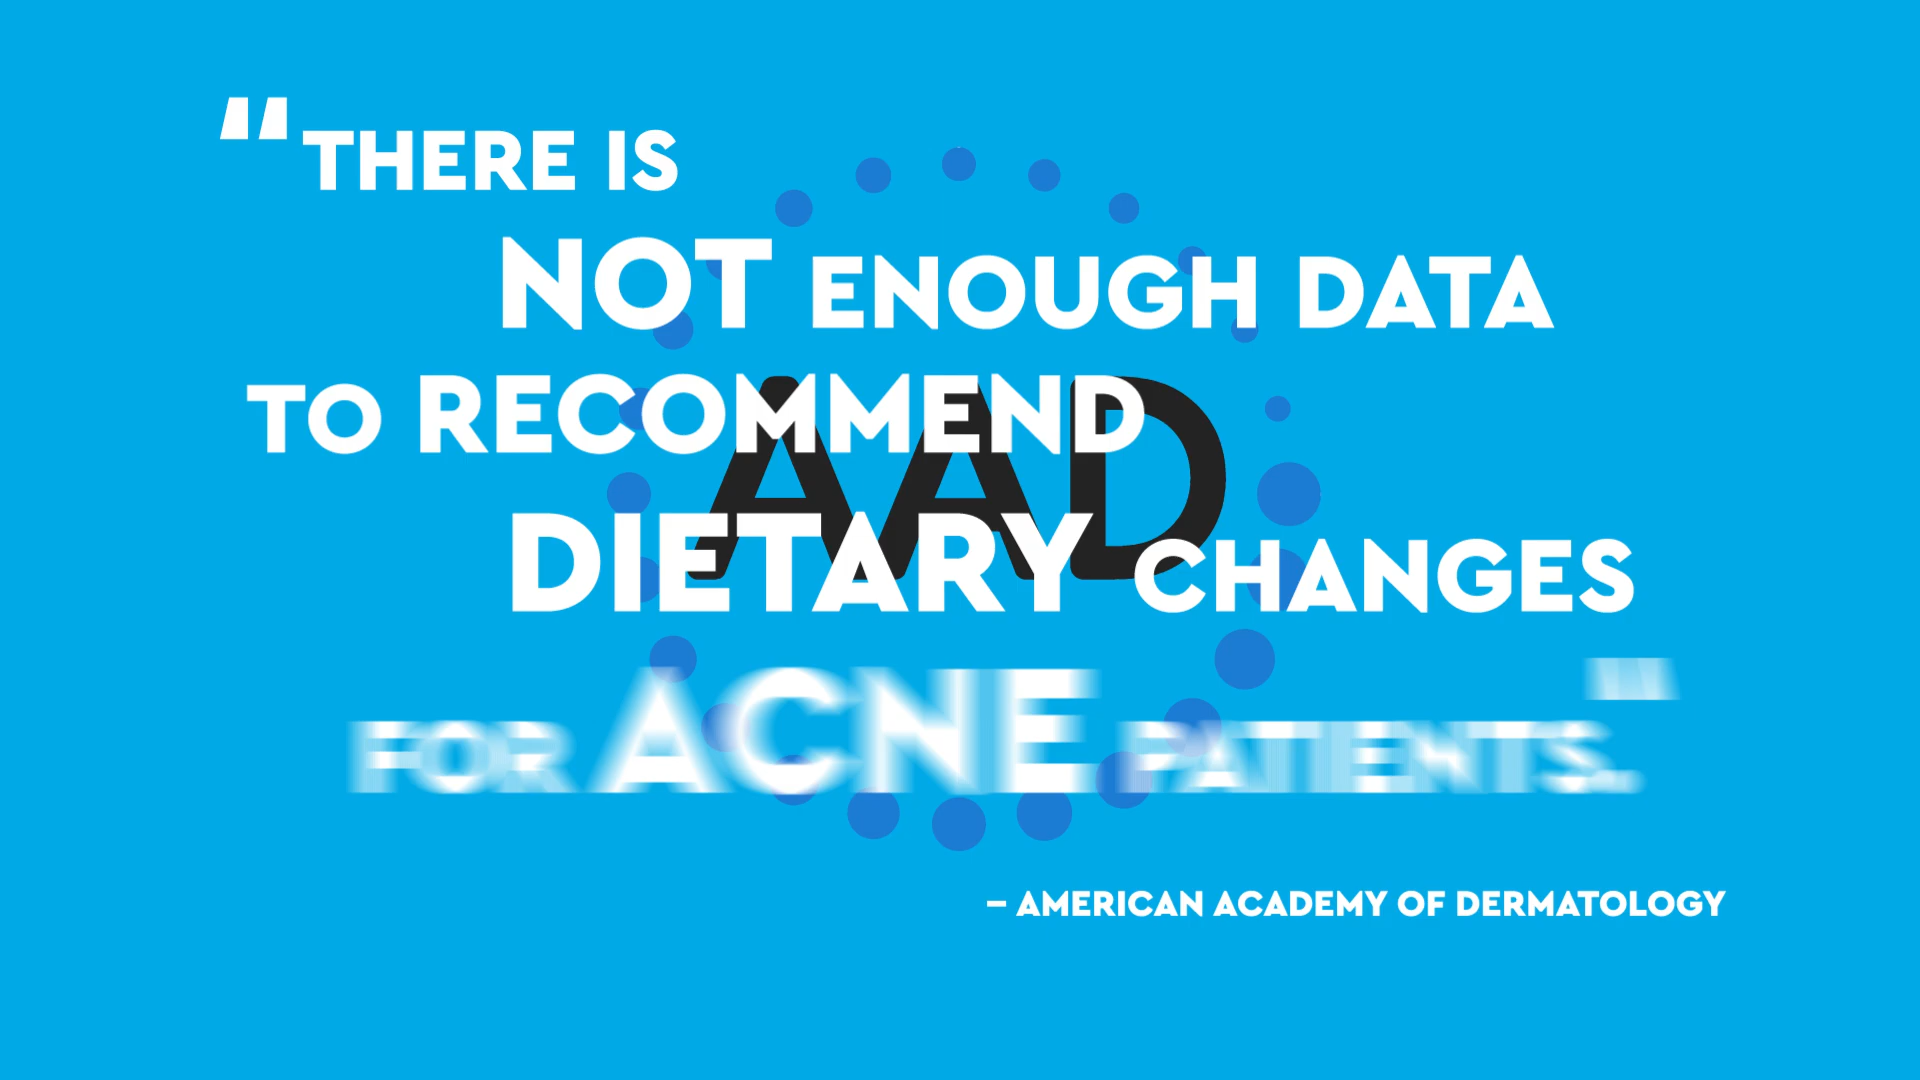 “THERE IS
NOT ENOUGH DATA
TO RECOMMEND
AAD
DIETARY CHANGES
FOR ACNE PATIENTS.”
– AMERICAN ACADEMY OF DERMATOLOGY